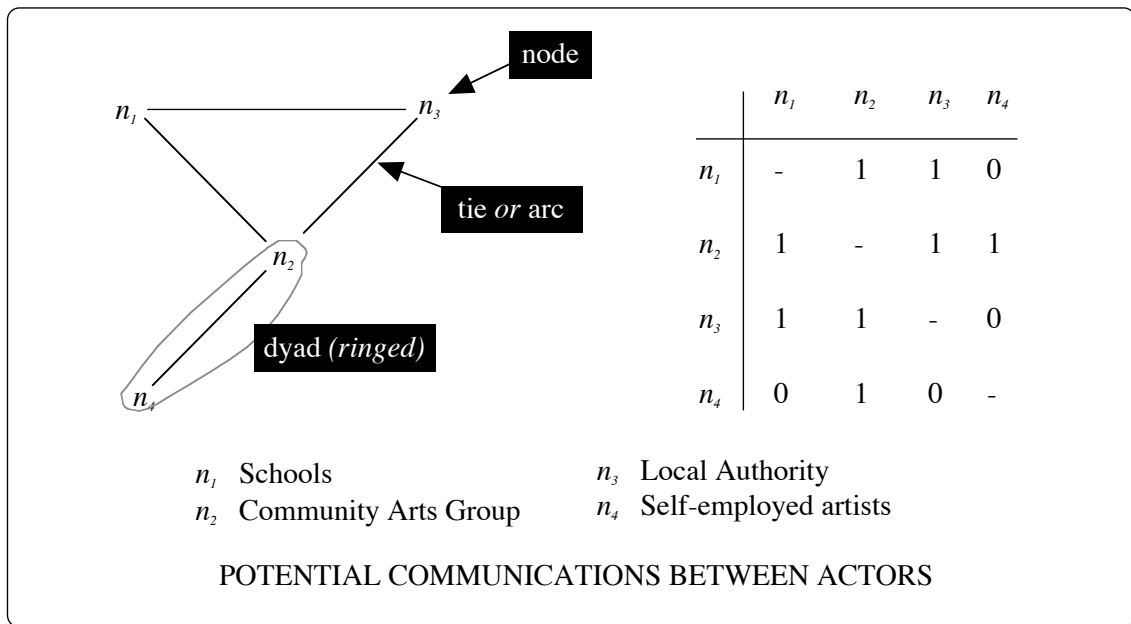 node
n1
n3
tie or arc
n2
dyad (ringed)
n4
n1 n2 n3 n4
n1 - 1 1 0
n2 1 - 1 1
n3 1 1 - 0
n4 0 1 0 -
n1 Schools
n3 Local Authority
n2 Community Arts Group
n4 Self-employed artists
POTENTIAL COMMUNICATIONS BETWEEN ACTORS